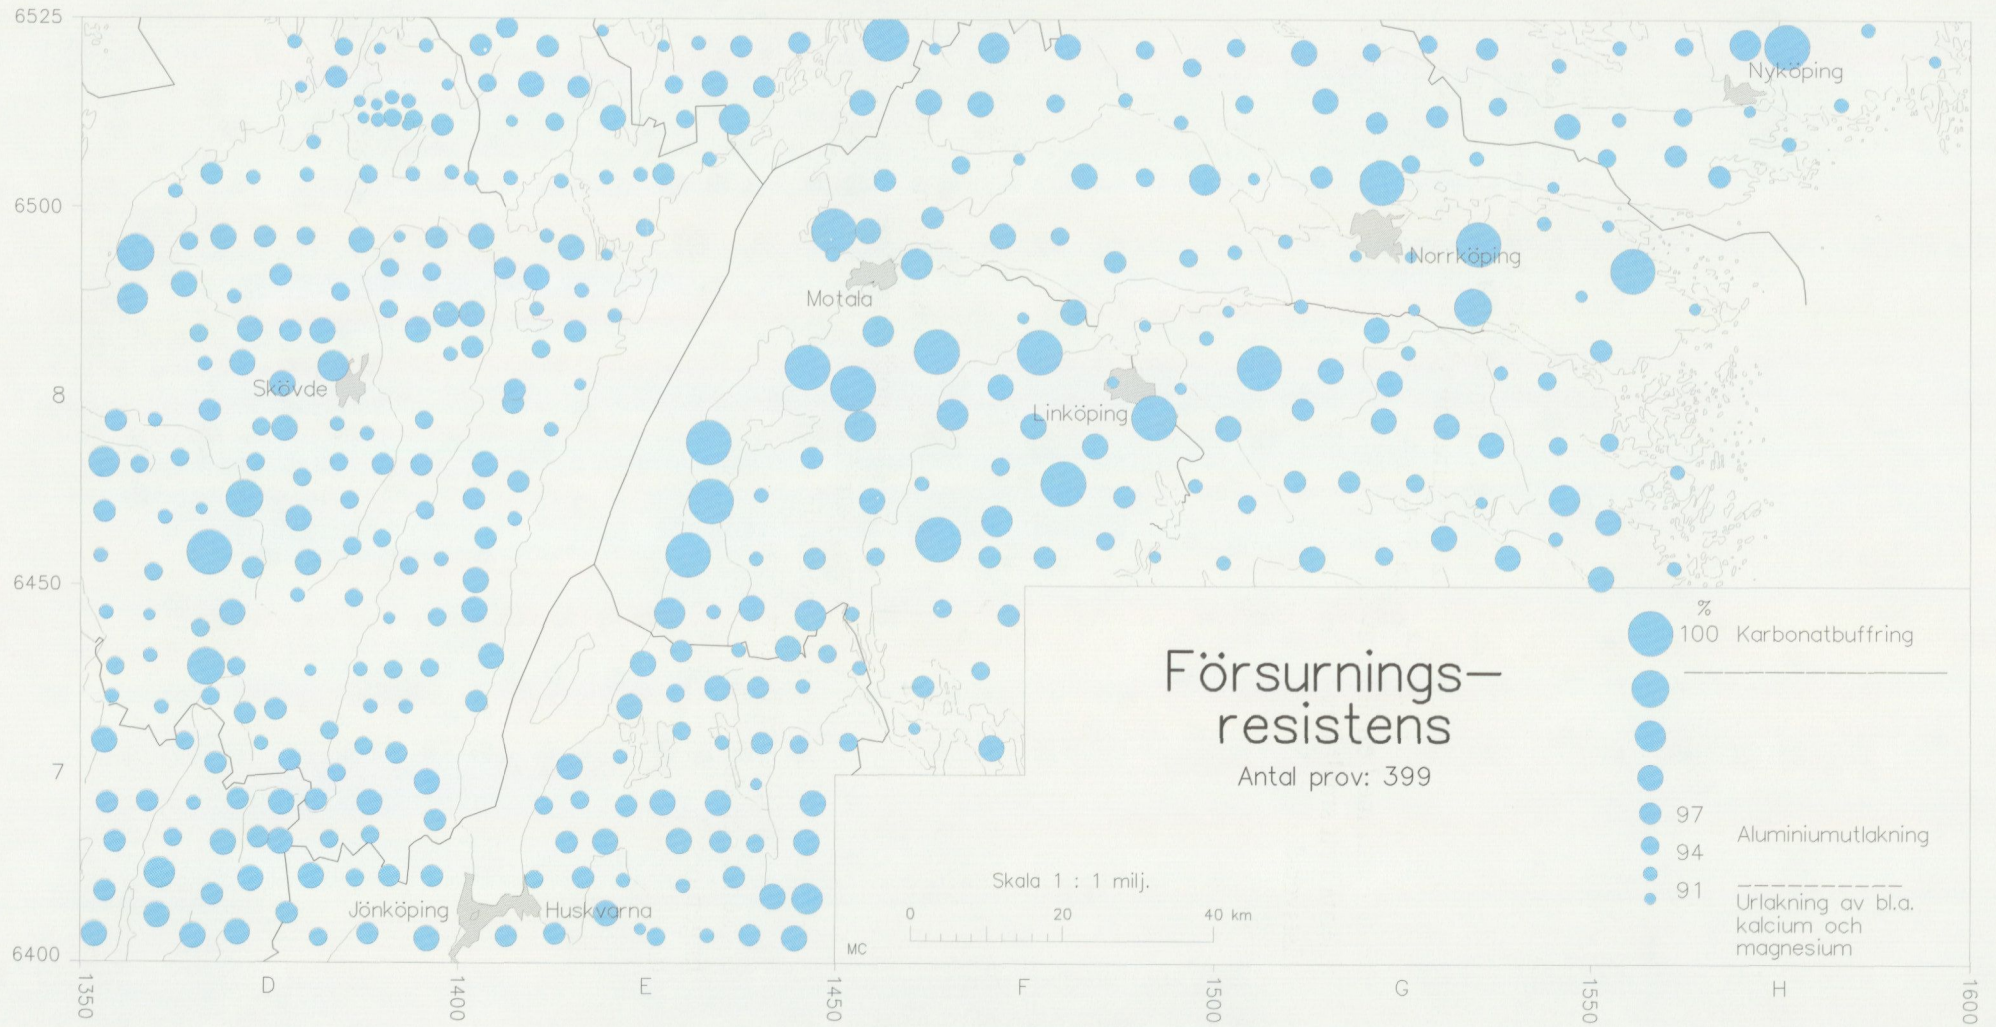 6525
6500
8
6450
7
6400
1350
D
1400
E
1450
F
1500
G
1550
H
1600
Nyköping
Norrköping
Motala
Skövde
Linköping
Jönköping
Huskvarna
Försurnings–
resistens
Antal prov: 399
Skala 1 : 1 milj.
0 20 40 km
MC
%
100 Karbonatbuffring
97
Aluminiumutlakning
94
91
Urlakning av bl.a.
kalcium och
magnesium